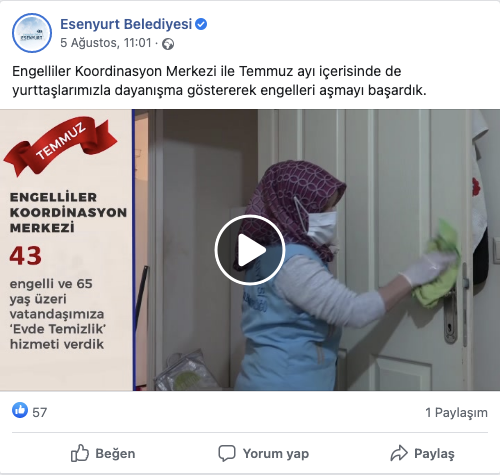 Esenyurt Belediyesi
5 Ağustos, 11:01 ·
Engelliler Koordinasyon Merkezi ile Temmuz ayı içerisinde de
yurttaşlarımızla dayanışma göstererek engelleri aşmayı başardık.
TEMMUZ
ENGELLİLER
KOORDİNASYON
MERKEZİ
43
engelli ve 65
yaş üzeri
vatandaşımıza
‘Evde Temizlik’
hizmeti verdik
57
1 Paylaşım
Beğen
Yorum yap
Paylaş